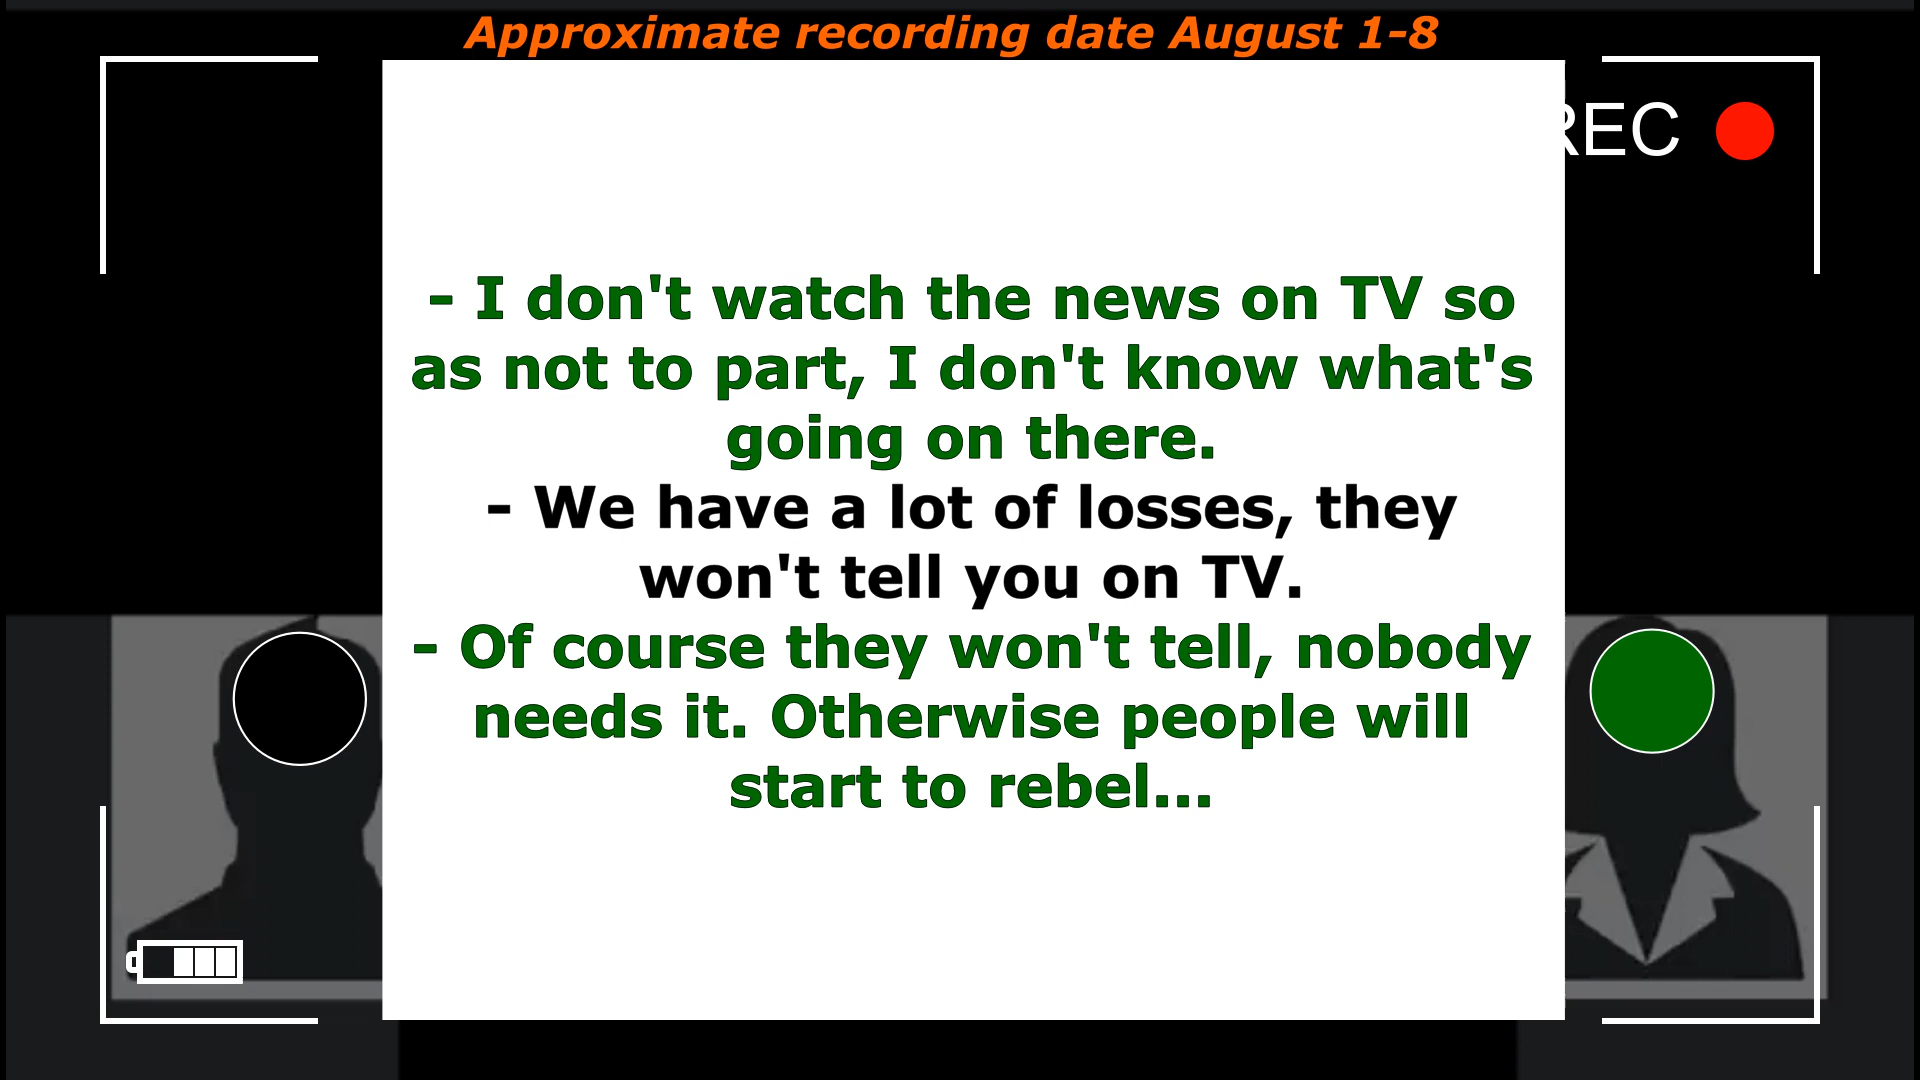 Approximate recording date August 1-8
REC
- I don't watch the news on TV so
as not to part, I don't know what's
going on there.
- We have a lot of losses, they
won't tell you on TV.
- Of course they won't tell, nobody
needs it. Otherwise people will
start to rebel...